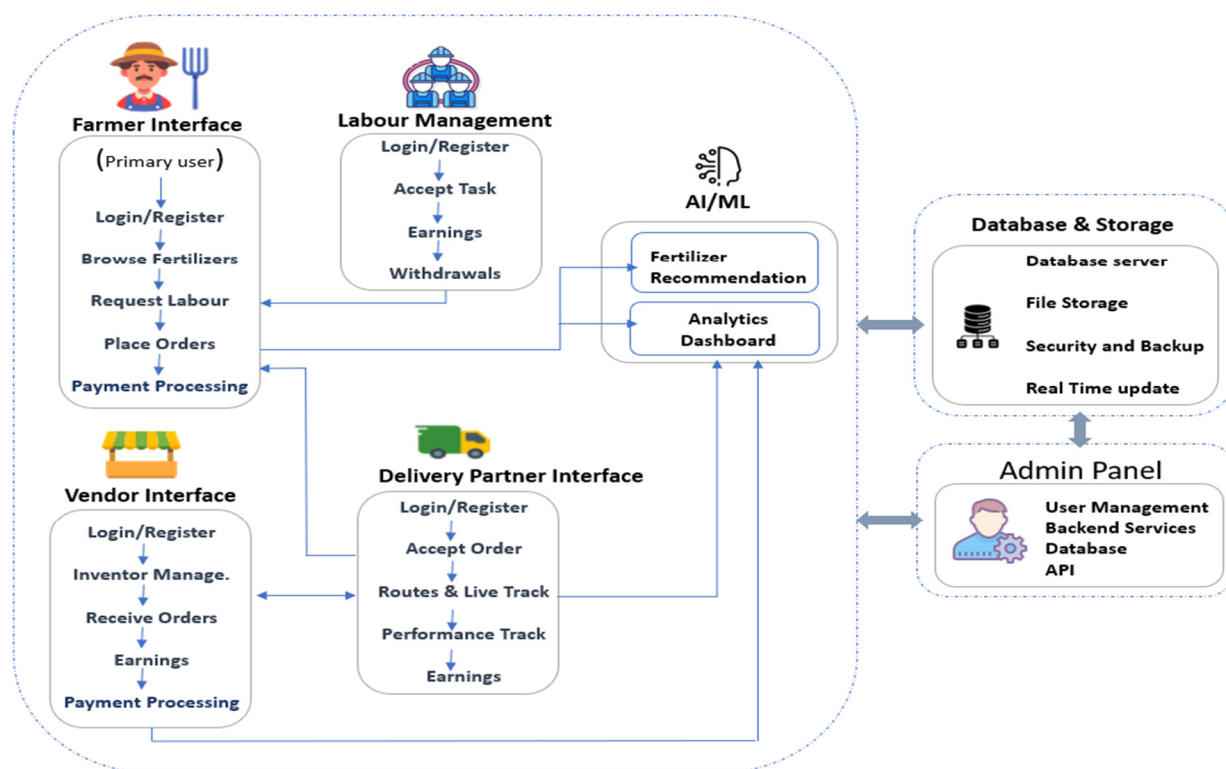 Farmer Interface
(Primary user)
Login/Register
Browse Fertilizers
Request Labour
Place Orders
Payment Processing
Labour Management
Login/Register
Accept Task
Earnings
Withdrawals
AI/ML
Fertilizer
Recommendation
Analytics
Dashboard
Vendor Interface
Login/Register
Inventor Manage.
Receive Orders
Earnings
Payment Processing
Delivery Partner Interface
Login/Register
Accept Order
Routes & Live Track
Performance Track
Earnings
Database & Storage
Database server
File Storage
Security and Backup
Real Time update
Admin Panel
User Management
Backend Services
Database
API